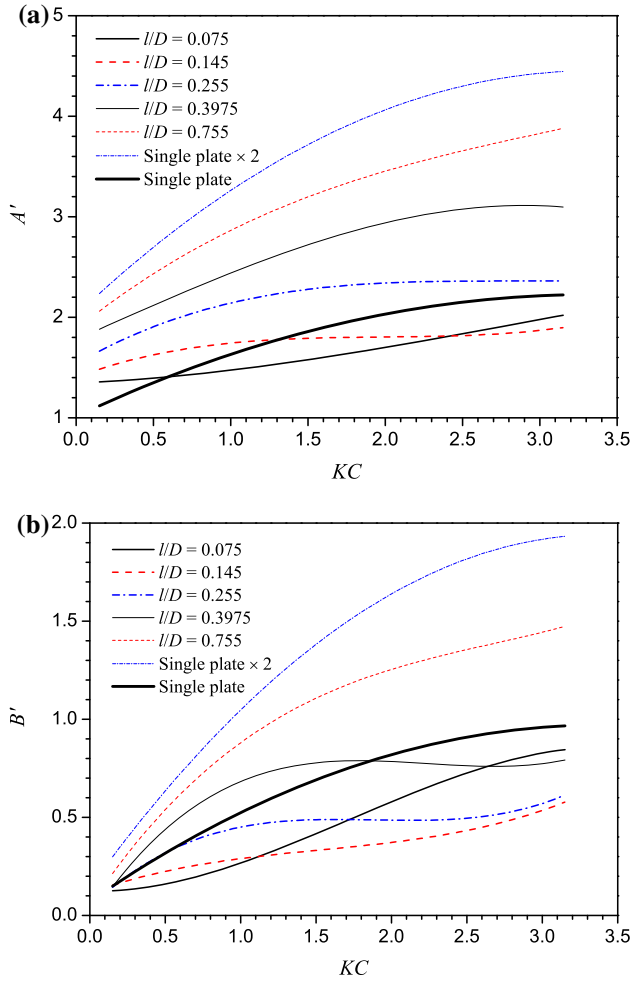 (a)
5
4
3
2
1
A′
l/D = 0.075
l/D = 0.145
l/D = 0.255
l/D = 0.3975
l/D = 0.755
Single plate × 2
Single plate
0.0 0.5 1.0 1.5 2.0 2.5 3.0 3.5
KC
(b)
2.0
1.5
1.0
0.5
0.0
B′
l/D = 0.075
l/D = 0.145
l/D = 0.255
l/D = 0.3975
l/D = 0.755
Single plate × 2
Single plate
0.0 0.5 1.0 1.5 2.0 2.5 3.0 3.5
KC